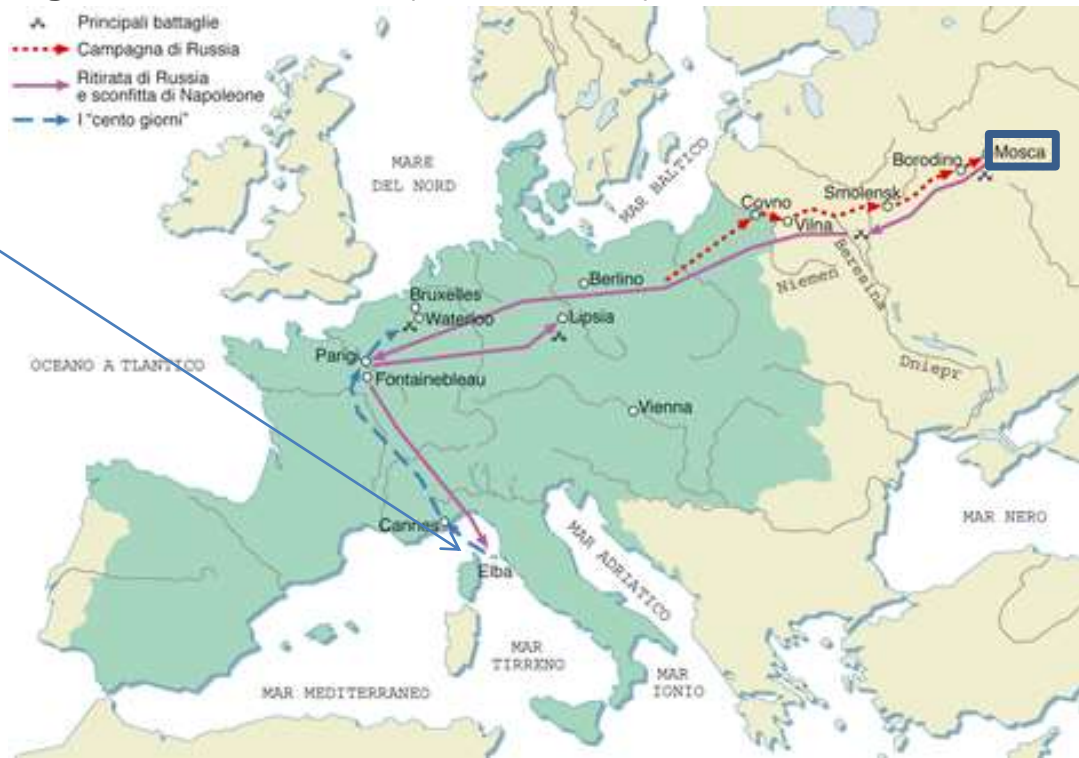 Principali battaglie
Campagna di Russia
Ritirata di Russia
e sconfitta di Napoleone
I "cento giorni"
MARE
DEL NORD
MAR BALTICO
Borodino
Mosca
Smolensk
Covno
Vilna
Beresina
Niemen
Berlino
Bruxelles
Waterloo
Lipsia
Parigi
OCEANO A TLANTICO
Fontainebleau
Dniepr
Vienna
Cannes
MAR NERO
MAR ADRIATICO
Elba
MAR
TIRRENO
MAR
IONIO
MAR MEDITERRANEO